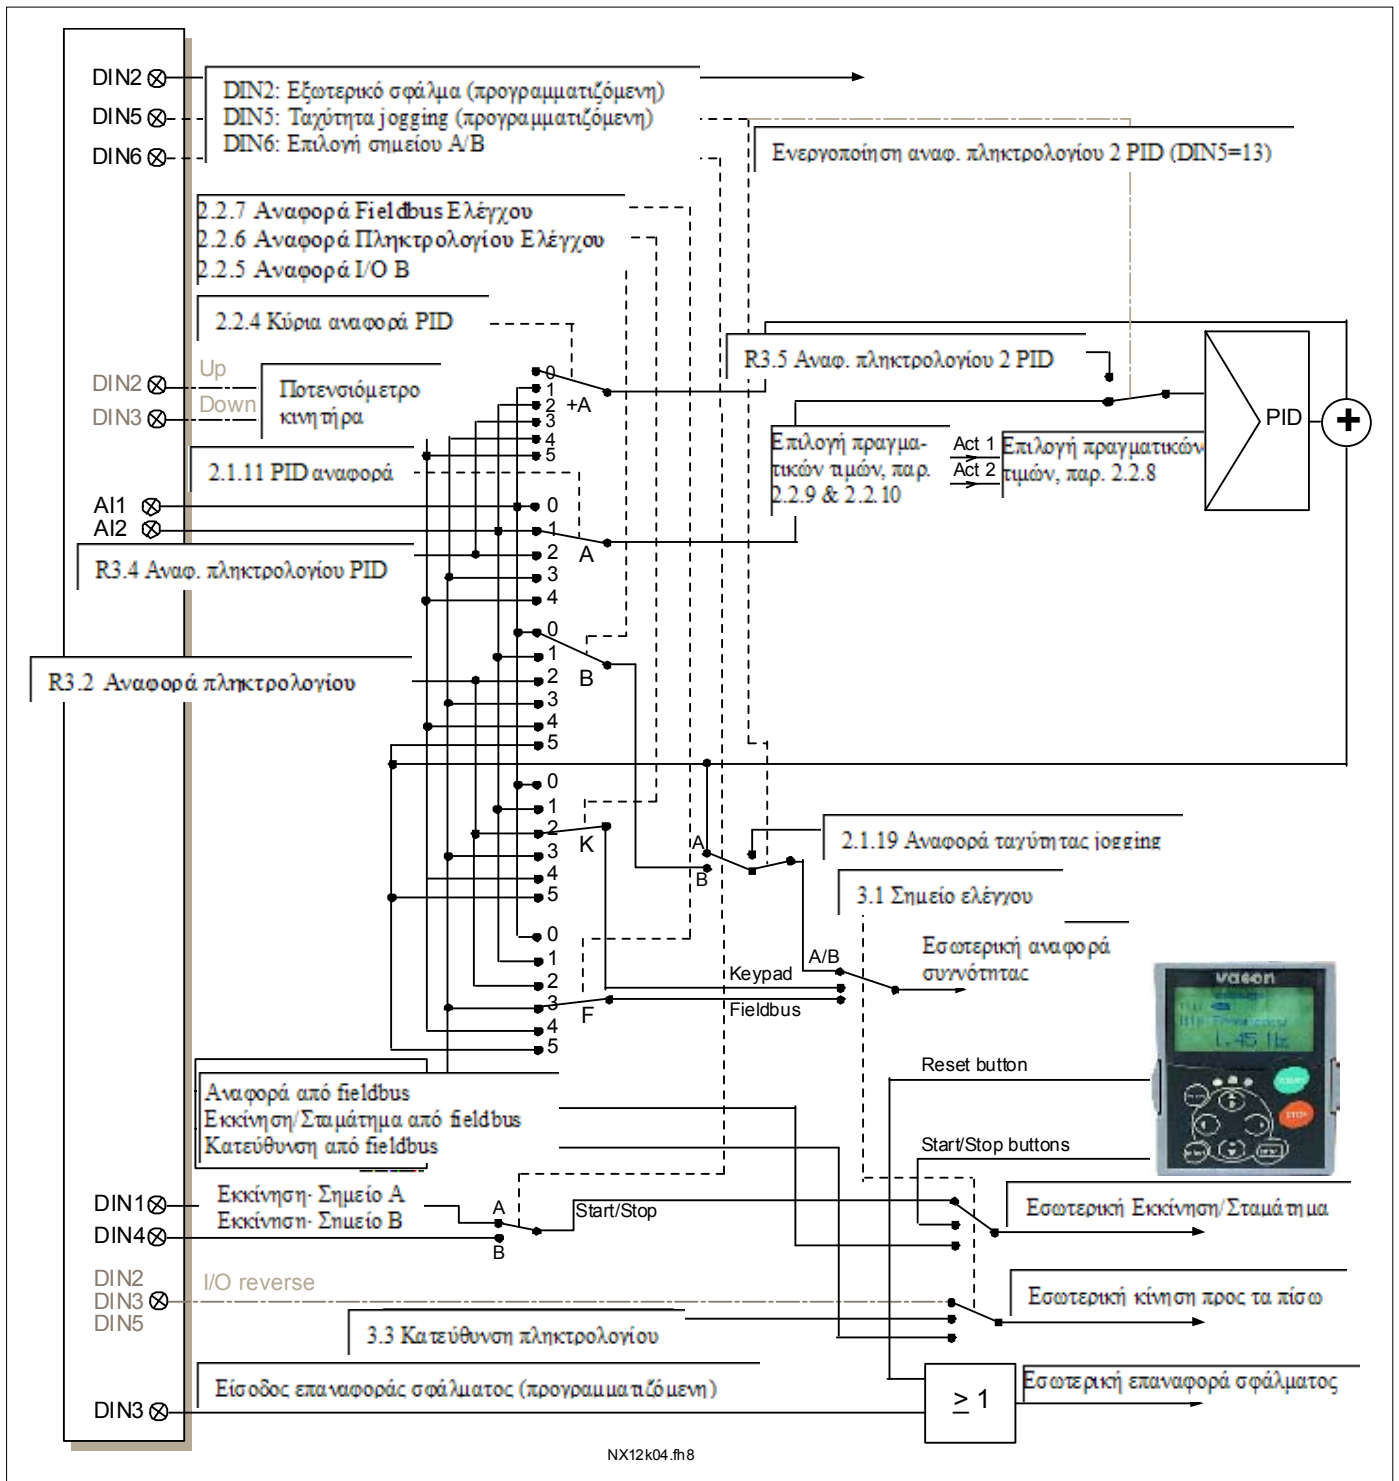 DIN2
DIN5
DIN6
DIN2: Εξωτερικό σφάλμα (προγραμματιζόμενη)
DIN5: Ταχύτητα jogging (προγραμματιζόμενη)
DIN6: Επιλογή σημείου A/B
Ενεργοποίηση αναφ. πληκτρολογίου 2 PID (DIN5=13)
2.2.7 Αναφορά Fieldbus Ελέγχου
2.2.6 Αναφορά Πληκτρολογίου Ελέγχου
2.2.5 Αναφορά I/O B
2.2.4 Κύρια αναφορά PID
R3.5 Αναφ. πληκτρολογίου 2 PID
DIN2
Up
DIN3
Down
Ποτενσιόμετρο
κινητήρα
0
1
2
3
4
5
+A
PID
+
Επιλογή πραγμα-
τικών τιμών, παρ.
2.2.9 & 2.2.10
Act 1
Act 2
Επιλογή πραγματικών
τιμών, παρ. 2.2.8
2.1.11 PID αναφορά
AI1
AI2
0
1
2
3
4
A
R3.4 Αναφ. πληκτρολογίου PID
0
1
2
3
4
5
B
R3.2 Αναφορά πληκτρολογίου
0
1
2
3
4
5
K
A
B
2.1.19 Αναφορά ταχύτητας jogging
3.1 Σημείο ελέγχου
0
1
2
3
4
5
F
A/B
Keypad
Fieldbus
Εσωτερική αναφορά
συχνότητας
vacon
1.45 Hz
Reset button
Start/Stop buttons
START
STOP
Αναφορά από fieldbus
Εκκίνηση/Σταμάτημα από fieldbus
Κατεύθυνση από fieldbus
DIN1
DIN4
Εκκίνηση- Σημείο A
Εκκίνηση- Σημείο B
A
B
Start/Stop
Εσωτερική Εκκίνηση/Σταμάτημα
DIN2
DIN3
DIN5
I/O reverse
Εσωτερική κίνηση προς τα πίσω
3.3 Κατεύθυνση πληκτρολογίου
Είσοδος επαναφοράς σφάλματος (προγραμματιζόμενη)
DIN3
≥ 1
Εσωτερική επαναφορά σφάλματος
NX12k04.fh8